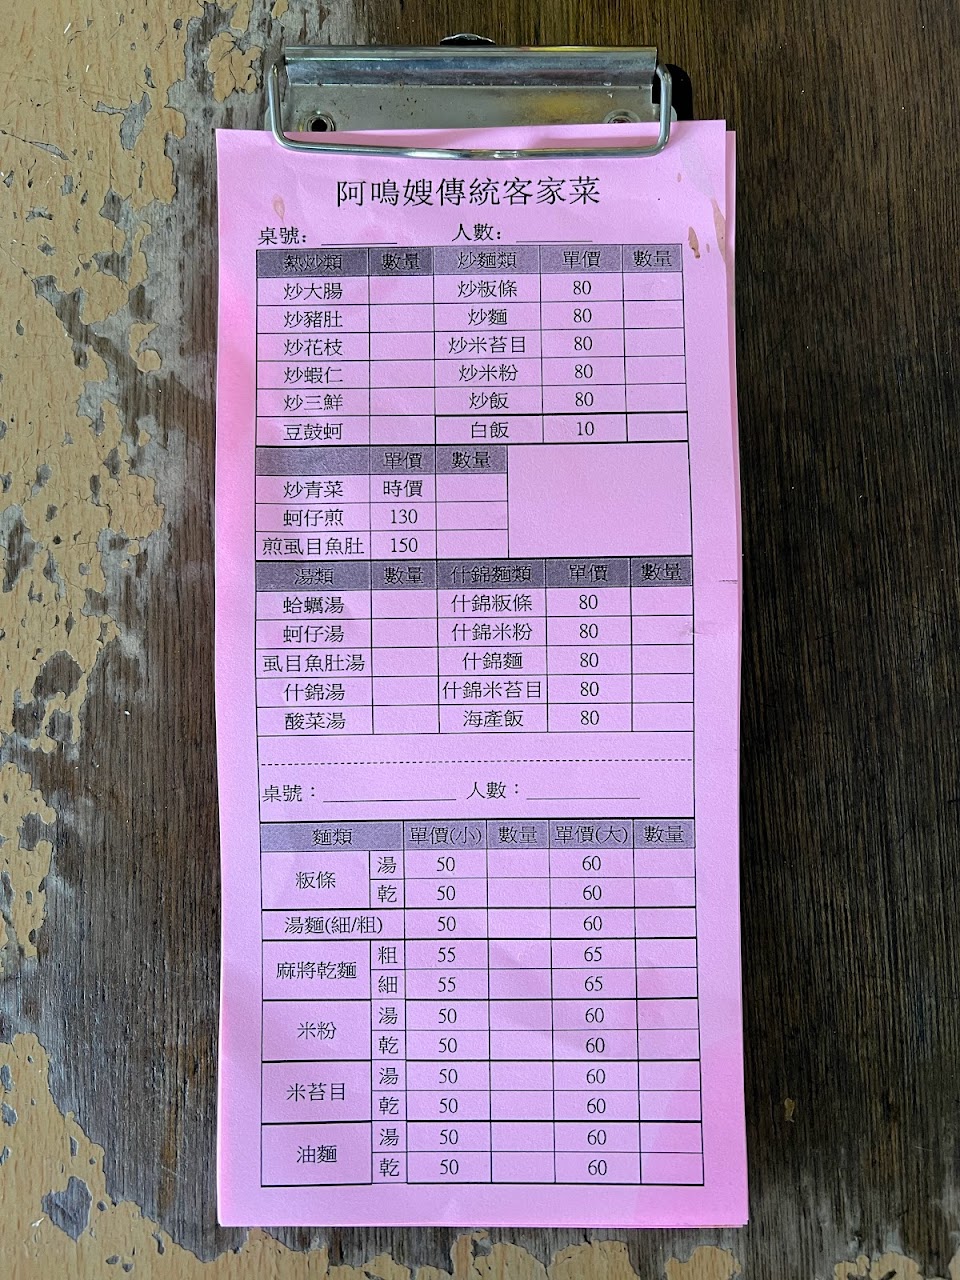 阿鳴嫂傳統客家菜
桌號：________ 人數：________
熱炒類 數量 炒麵類 單價 數量
炒大腸 炒粄條 80
炒豬肚 炒麵 80
炒花枝 炒米苔目 80
炒蝦仁 炒米粉 80
炒三鮮 炒飯 80
豆鼓蚵 白飯 10
單價 數量
炒青菜 時價
蚵仔煎 130
煎虱目魚肚 150
湯類 數量 什錦麵類 單價 數量
蛤蠣湯 什錦粄條 80
蚵仔湯 什錦米粉 80
虱目魚肚湯 什錦麵 80
什錦湯 什錦米苔目 80
酸菜湯 海產飯 80
桌號：____________ 人數：__________
麵類 單價(小) 數量 單價(大) 數量
粄條 湯 50 60
乾 50 60
湯麵(細/粗) 50 60
麻將乾麵 粗 55 65
細 55 65
米粉 湯 50 60
乾 50 60
米苔目 湯 50 60
乾 50 60
油麵 湯 50 60
乾 50 60